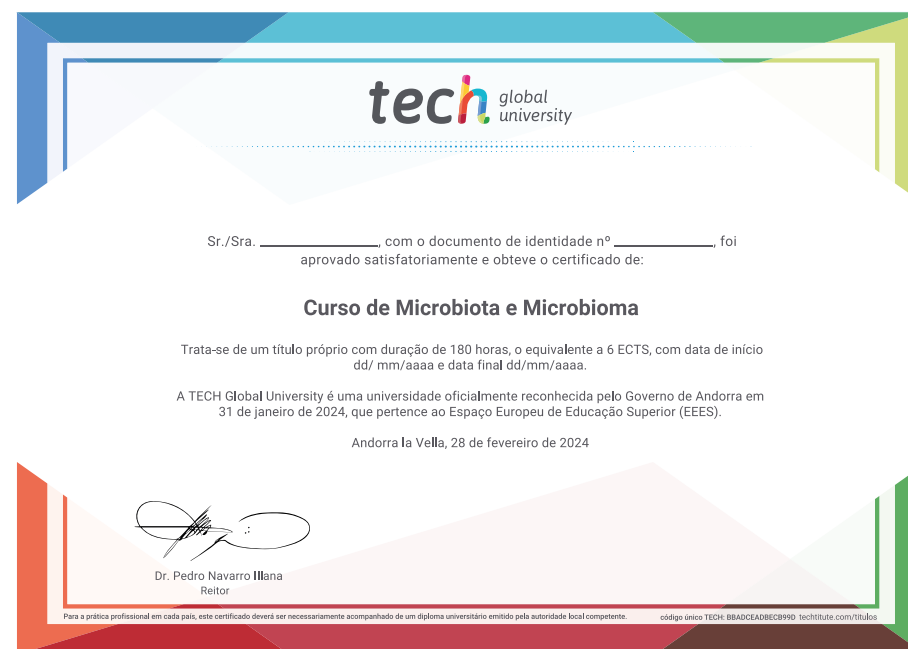 tech global
university
Sr./Sra. ________________, com o documento de identidade nº ______________, foi
aprovado satisfatoriamente e obteve o certificado de:
Curso de Microbiota e Microbioma
Trata-se de um título próprio com duração de 180 horas, o equivalente a 6 ECTS, com data de início
dd/ mm/aaaa e data final dd/mm/aaaa.
A TECH Global University é uma universidade oficialmente reconhecida pelo Governo de Andorra em
31 de janeiro de 2024, que pertence ao Espaço Europeu de Educação Superior (EEES).
Andorra la Vella, 28 de fevereiro de 2024
Dr. Pedro Navarro Illana
Reitor
Para a prática profissional em cada país, este certificado deverá ser necessariamente acompanhado de um diploma universitário emitido pela autoridade local competente.
código único TECH: BBADCEADBECB99D techtitute.com/titulos